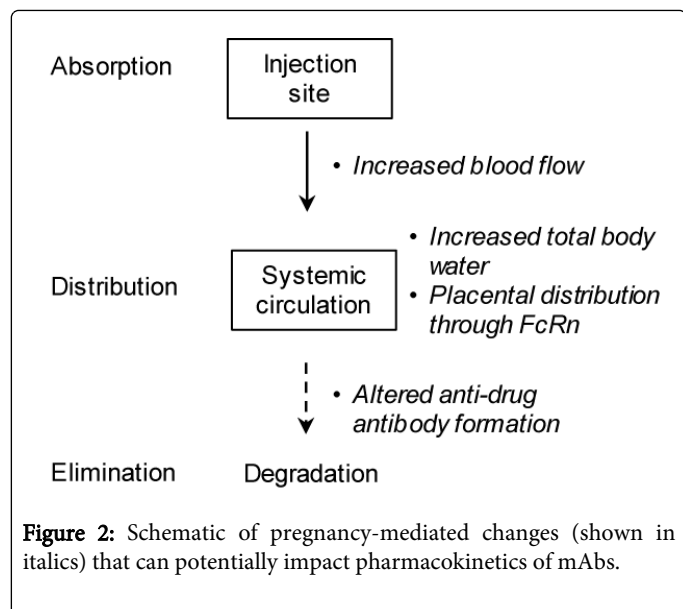 Absorption
Injection
site
• Increased blood flow
Distribution
Systemic
circulation
• Increased total body
water
• Placental distribution
through FcRn
• Altered anti-drug
antibody formation
Elimination
Degradation
Figure 2: Schematic of pregnancy-mediated changes (shown in
italics) that can potentially impact pharmacokinetics of mAbs.